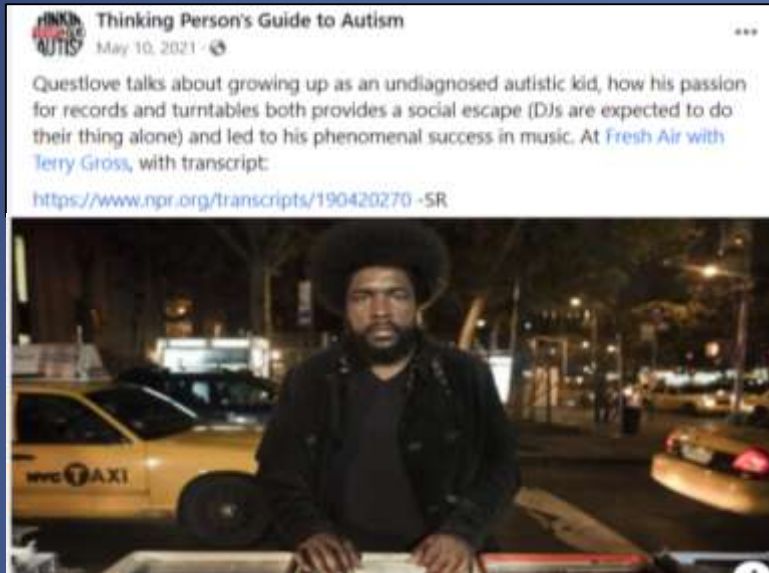 THINKING
AUTISM
Thinking Person's Guide to Autism
May 10, 2021 ·
Questlove talks about growing up as an undiagnosed autistic kid, how his passion
for records and turntables both provides a social escape (DJs are expected to do
their thing alone) and led to his phenomenal success in music. At Fresh Air with
Terry Gross, with transcript:
https://www.npr.org/transcripts/190420270 -SR
NYC TAXI